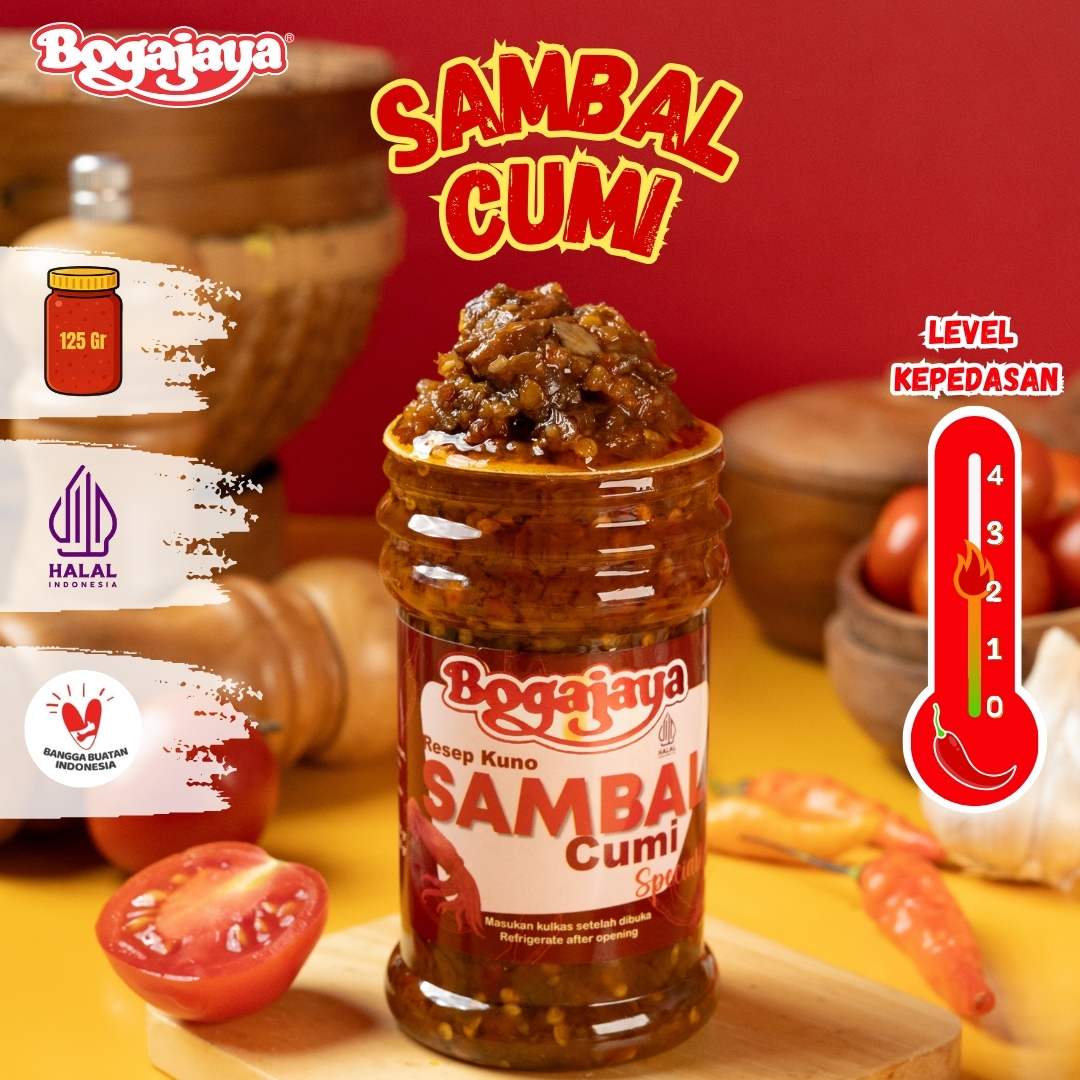 Bogajaya®
SAMBAL
CUMI
125 Gr
HALAL
INDONESIA
BANGGA BUATAN
INDONESIA
LEVEL
KEPEDASAN
4
3
2
1
0
Bogajaya
HALAL
Resep Kuno
SAMBAL
Cumi
Special
Masukan kulkas setelah dibuka
Refrigerate after opening